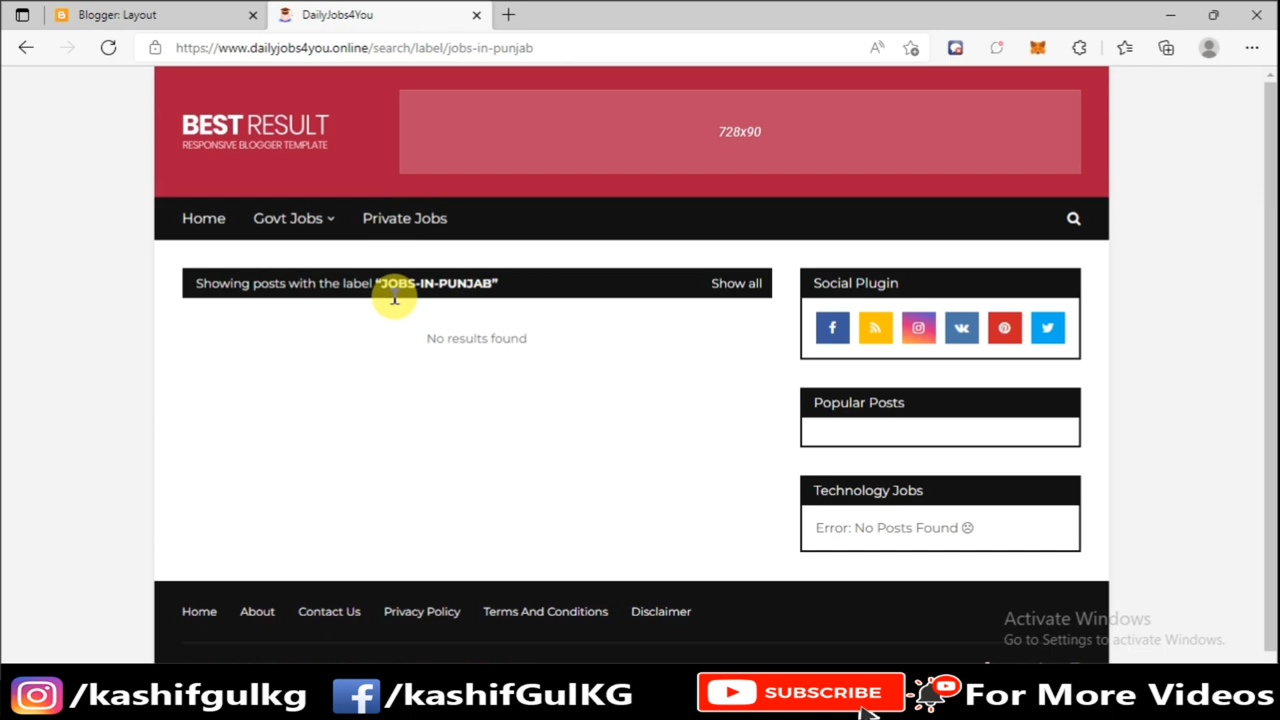 Blogger: Layout
DailyJobs4You
https://www.dailyjobs4you.online/search/label/jobs-in-punjab
BEST RESULT
RESPONSIVE BLOGGER TEMPLATE
728x90
Home
Govt Jobs
Private Jobs
Showing posts with the label “JOBS-IN-PUNJAB”
Show all
No results found
Social Plugin
Popular Posts
Technology Jobs
Error: No Posts Found ☹
Home
About
Contact Us
Privacy Policy
Terms And Conditions
Disclaimer
Activate Windows
Go to Settings to activate Windows.
/kashifgulkg
/kashifGulKG
SUBSCRIBE
For More Videos